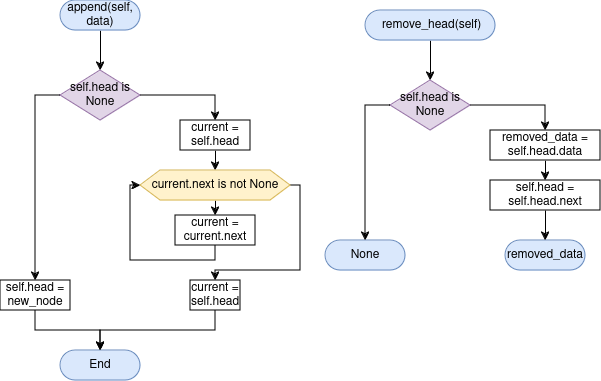 append(self,
data)
self.head is
None
current =
self.head
current.next is not None
current =
current.next
self.head =
new_node
current =
self.head
End
remove_head(self)
self.head is
None
removed_data =
self.head.data
self.head =
self.head.next
None
removed_data